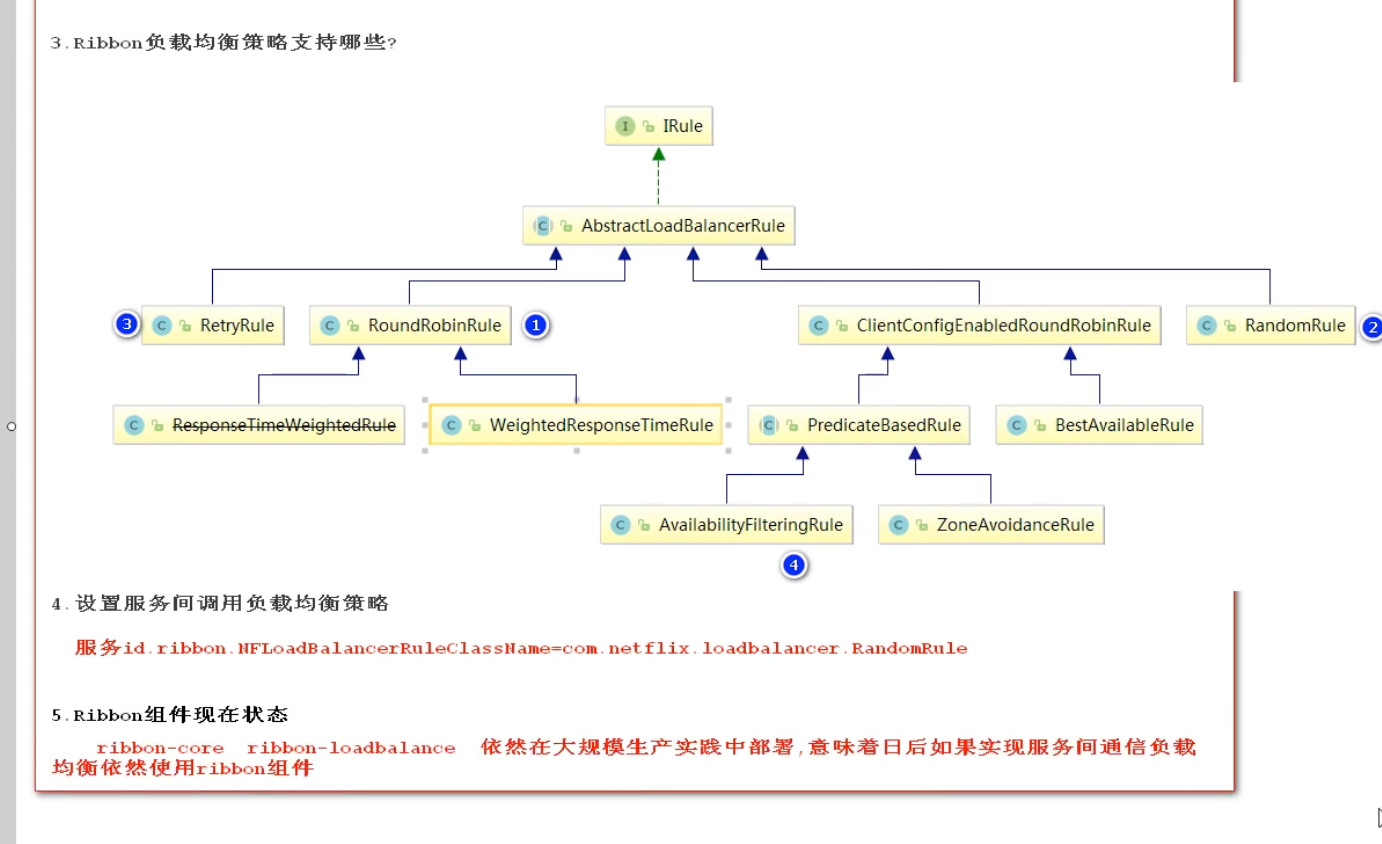 3.Ribbon负载均衡策略支持哪些?
I IRule
C AbstractLoadBalancerRule
3 C RetryRule
C RoundRobinRule 1
C ClientConfigEnabledRoundRobinRule
C RandomRule 2
C ResponseTimeWeightedRule
C WeightedResponseTimeRule
C PredicateBasedRule
C BestAvailableRule
C AvailabilityFilteringRule
C ZoneAvoidanceRule
4
4.设置服务间调用负载均衡策略
服务id.ribbon.NFLoadBalancerRuleClassName=com.netflix.loadbalancer.RandomRule
5.Ribbon组件现在状态
ribbon-core ribbon-loadbalance 依然在大规模生产实践中部署,意味着日后如果实现服务间通信负载
均衡依然使用ribbon组件